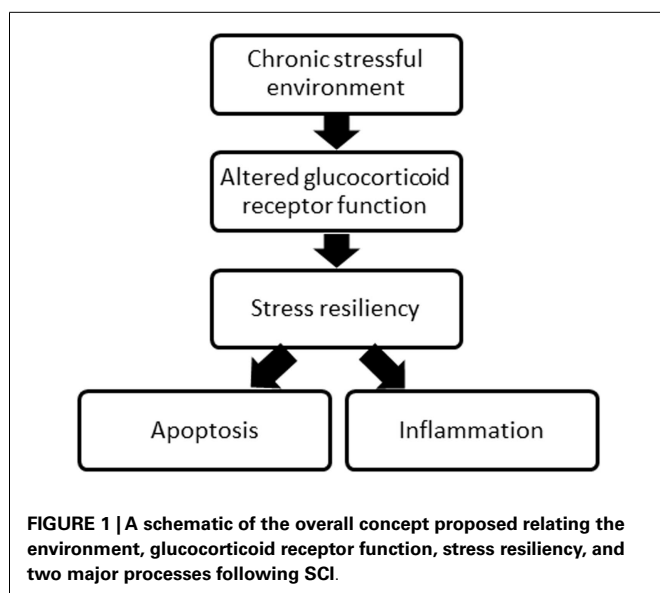 Chronic stressful
environment
Altered glucocorticoid
receptor function
Stress resiliency
Apoptosis
Inflammation
FIGURE 1 | A schematic of the overall concept proposed relating the
environment, glucocorticoid receptor function, stress resiliency, and
two major processes following SCI.